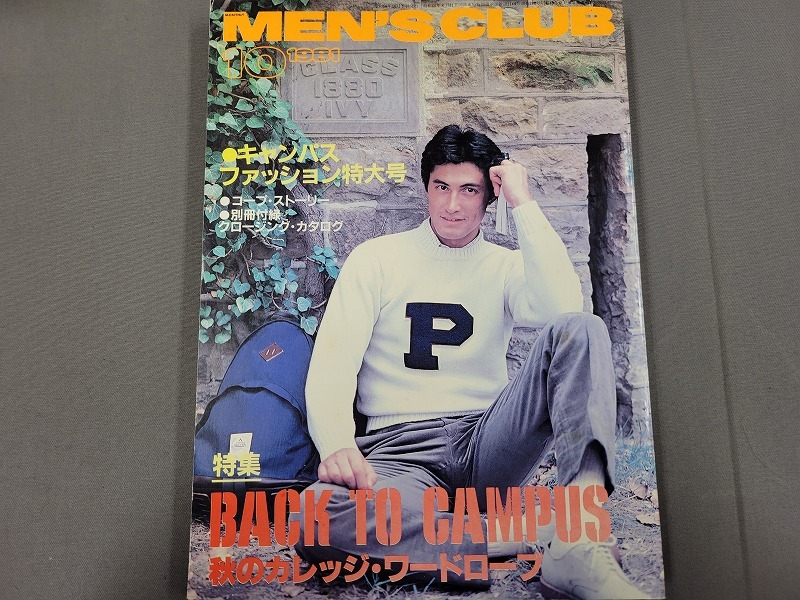 MONTHLY
MEN'S CLUB
10 1981
CLASS
1880
IVY
●キャンパス
ファッション特大号
●コープ・ストーリー
●別冊付録
クロージング・カタログ
P
特集
BACK TO CAMPUS
秋のカレッジ・ワードローブ